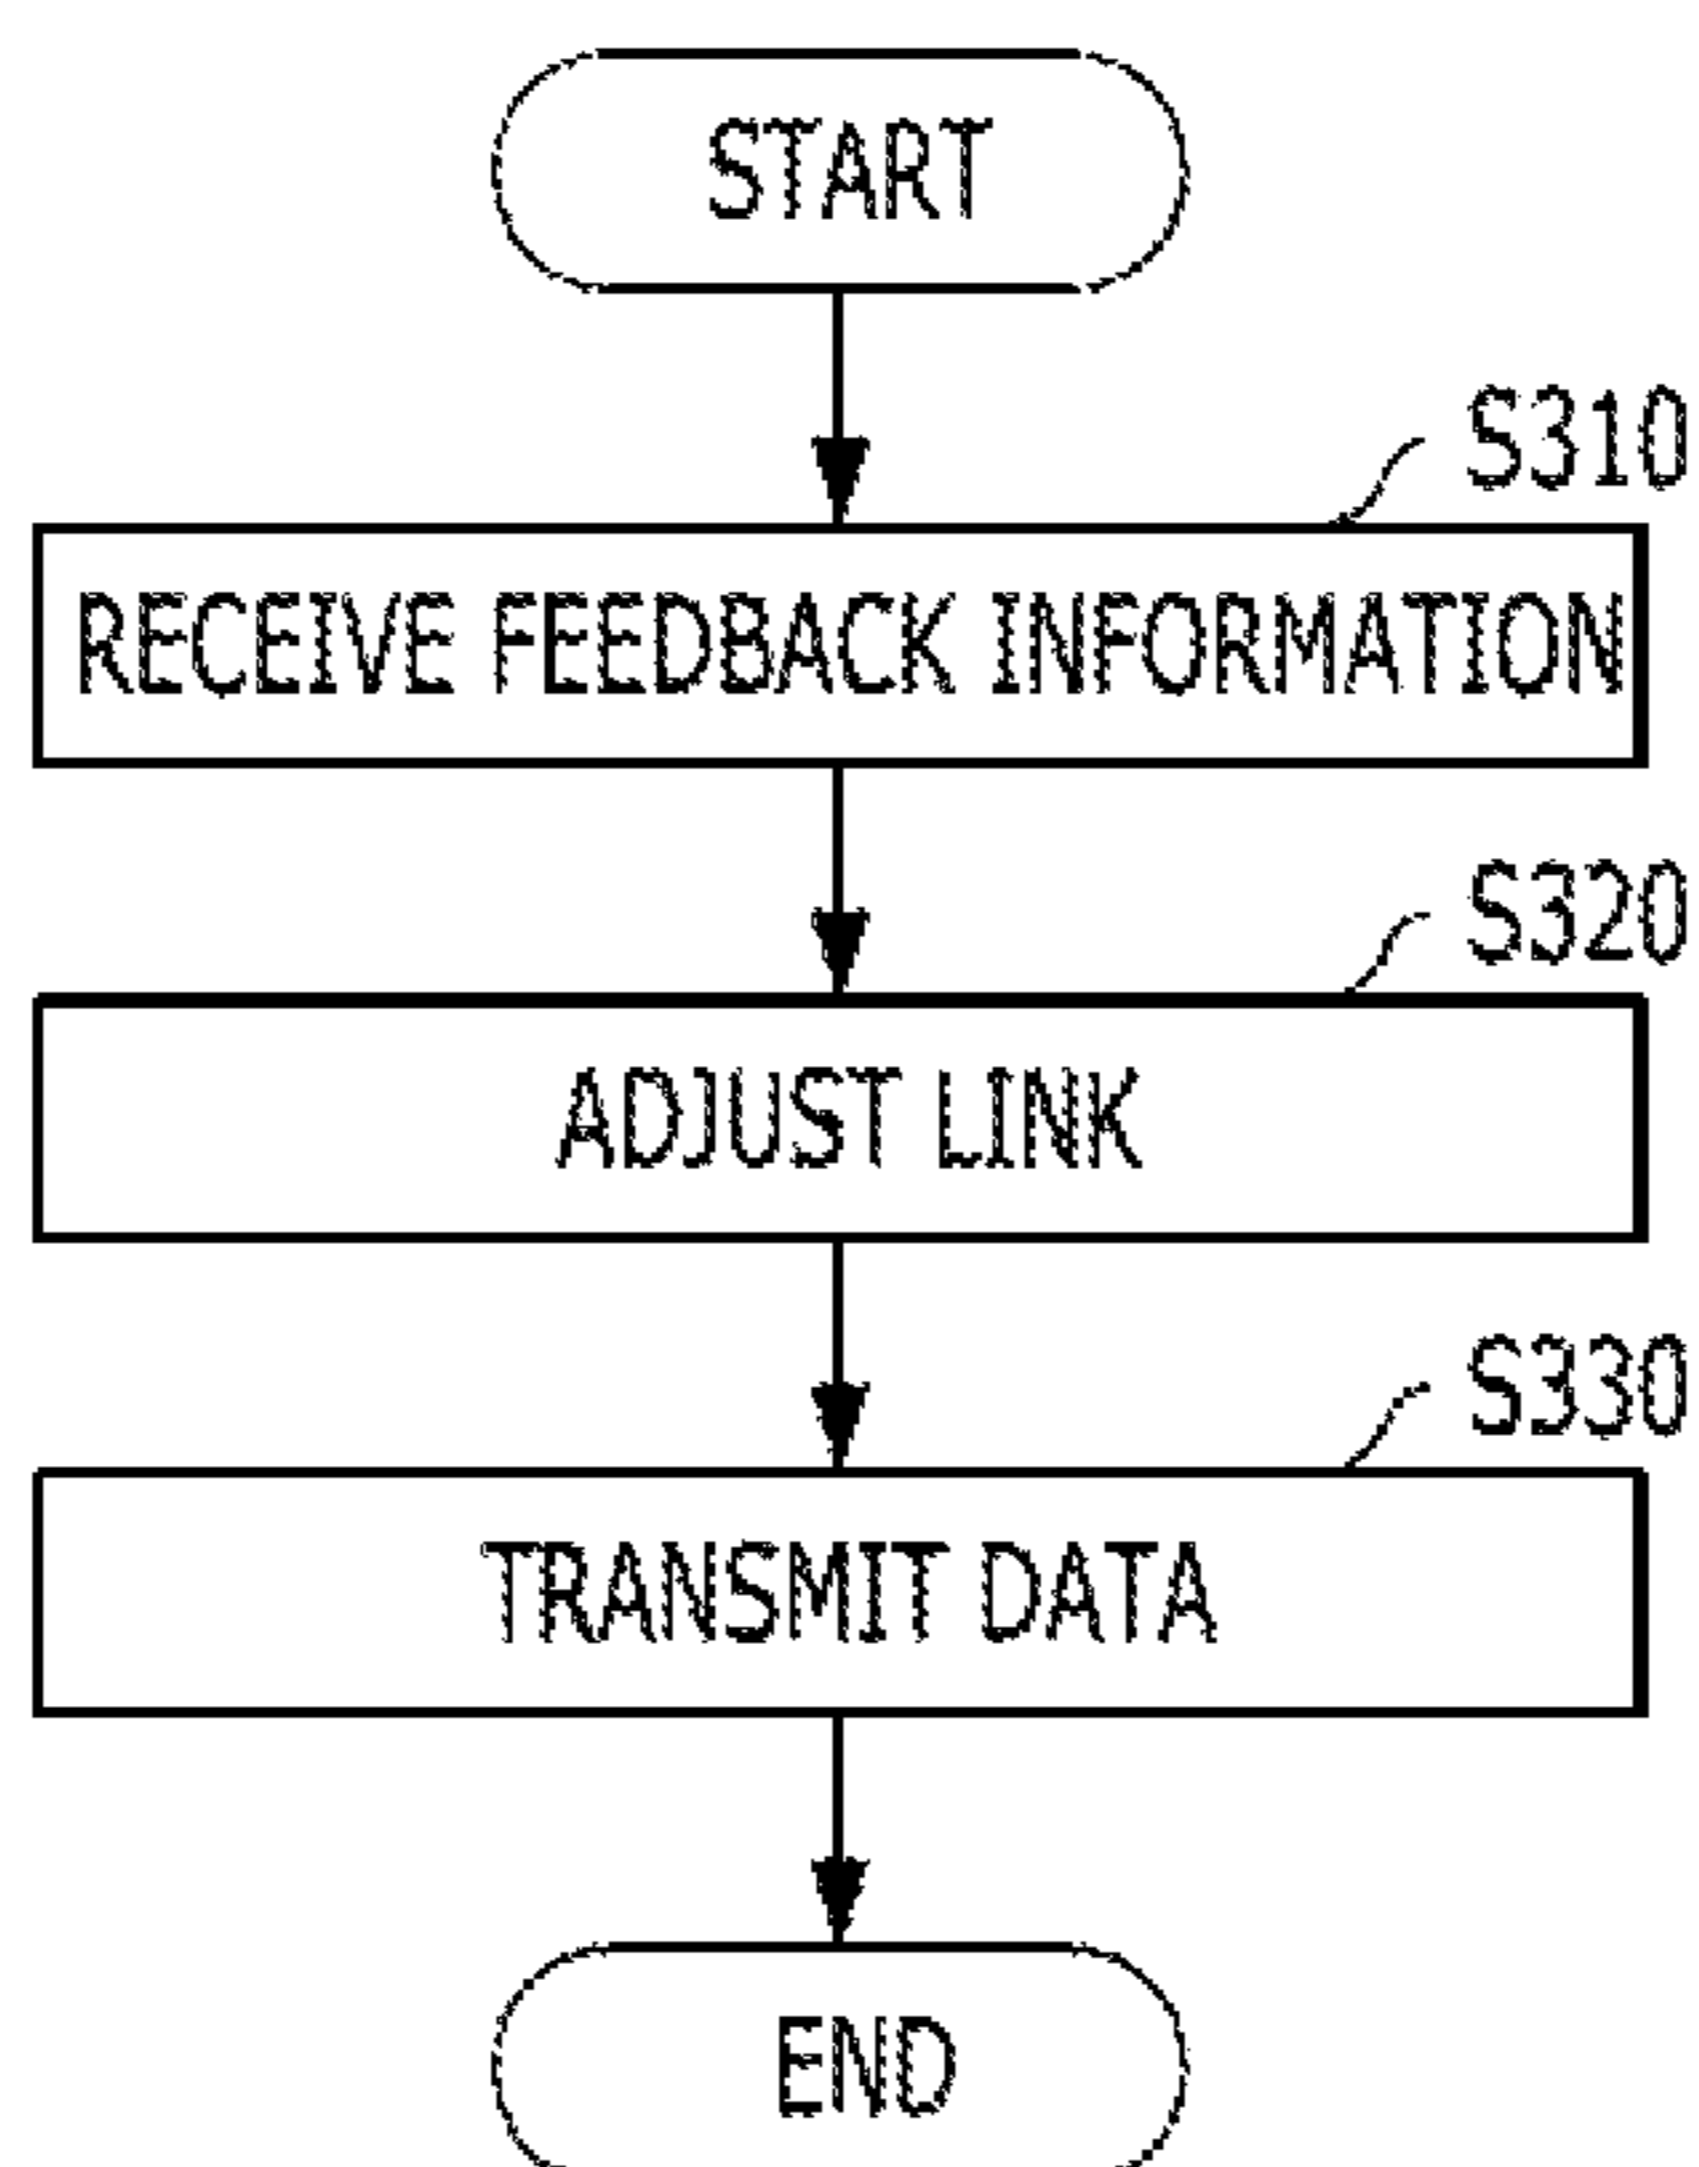 START
S310
RECEIVE FEEDBACK INFORMATION
S320
ADJUST LINK
S330
TRANSMIT DATA
END